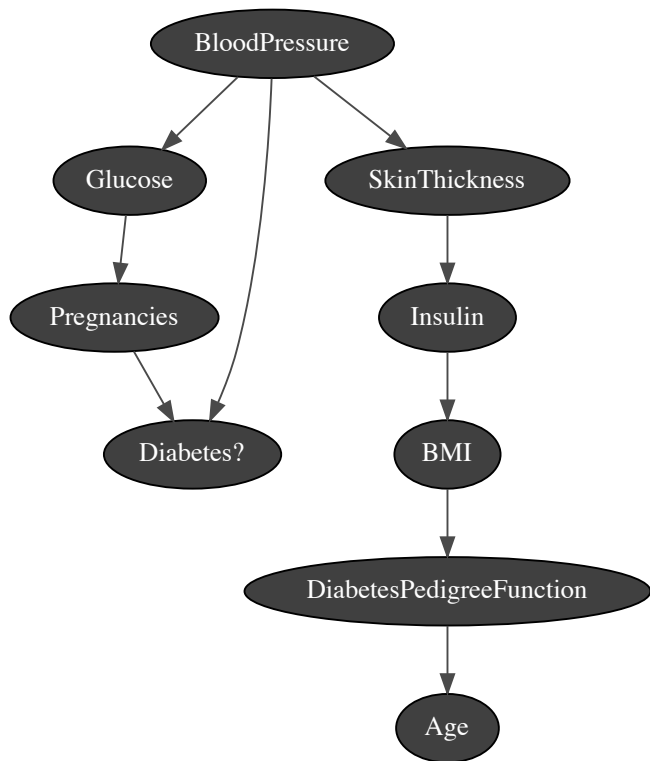 BloodPressure
Glucose
SkinThickness
Pregnancies
Insulin
Diabetes?
BMI
DiabetesPedigreeFunction
Age